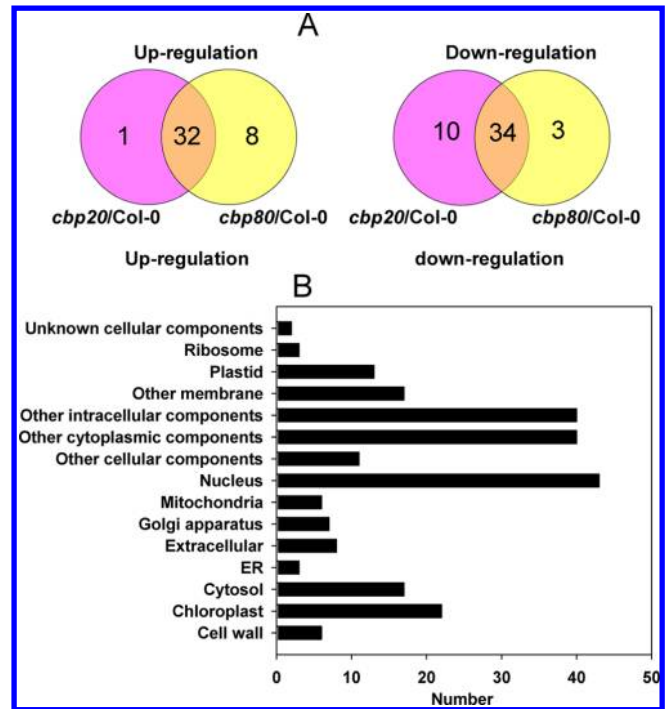 A
Up-regulation
Down-regulation
1
32
8
10
34
3
cbp20/Col-0
cbp80/Col-0
cbp20/Col-0
cbp80/Col-0
Up-regulation
down-regulation
B
Unknown cellular components
Ribosome
Plastid
Other membrane
Other intracellular components
Other cytoplasmic components
Other cellular components
Nucleus
Mitochondria
Golgi apparatus
Extracellular
ER
Cytosol
Chloroplast
Cell wall
0 10 20 30 40 50
Number